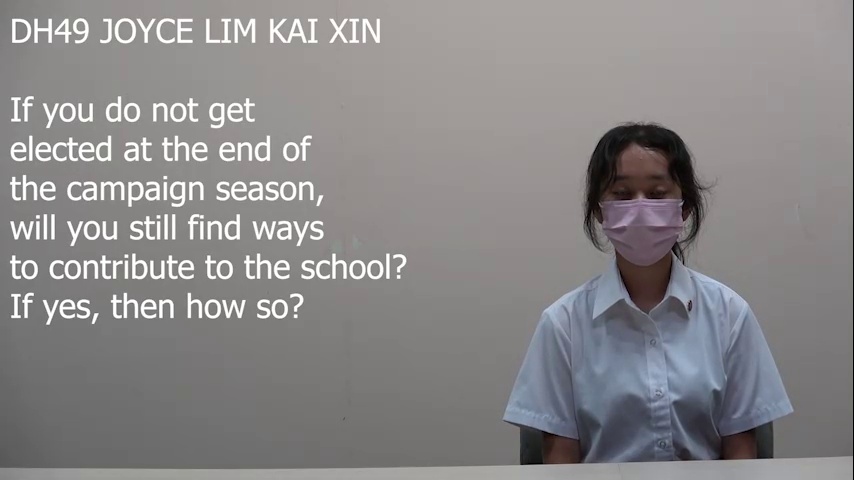 DH49 JOYCE LIM KAI XIN
If you do not get
elected at the end of
the campaign season,
will you still find ways
to contribute to the school?
If yes, then how so?